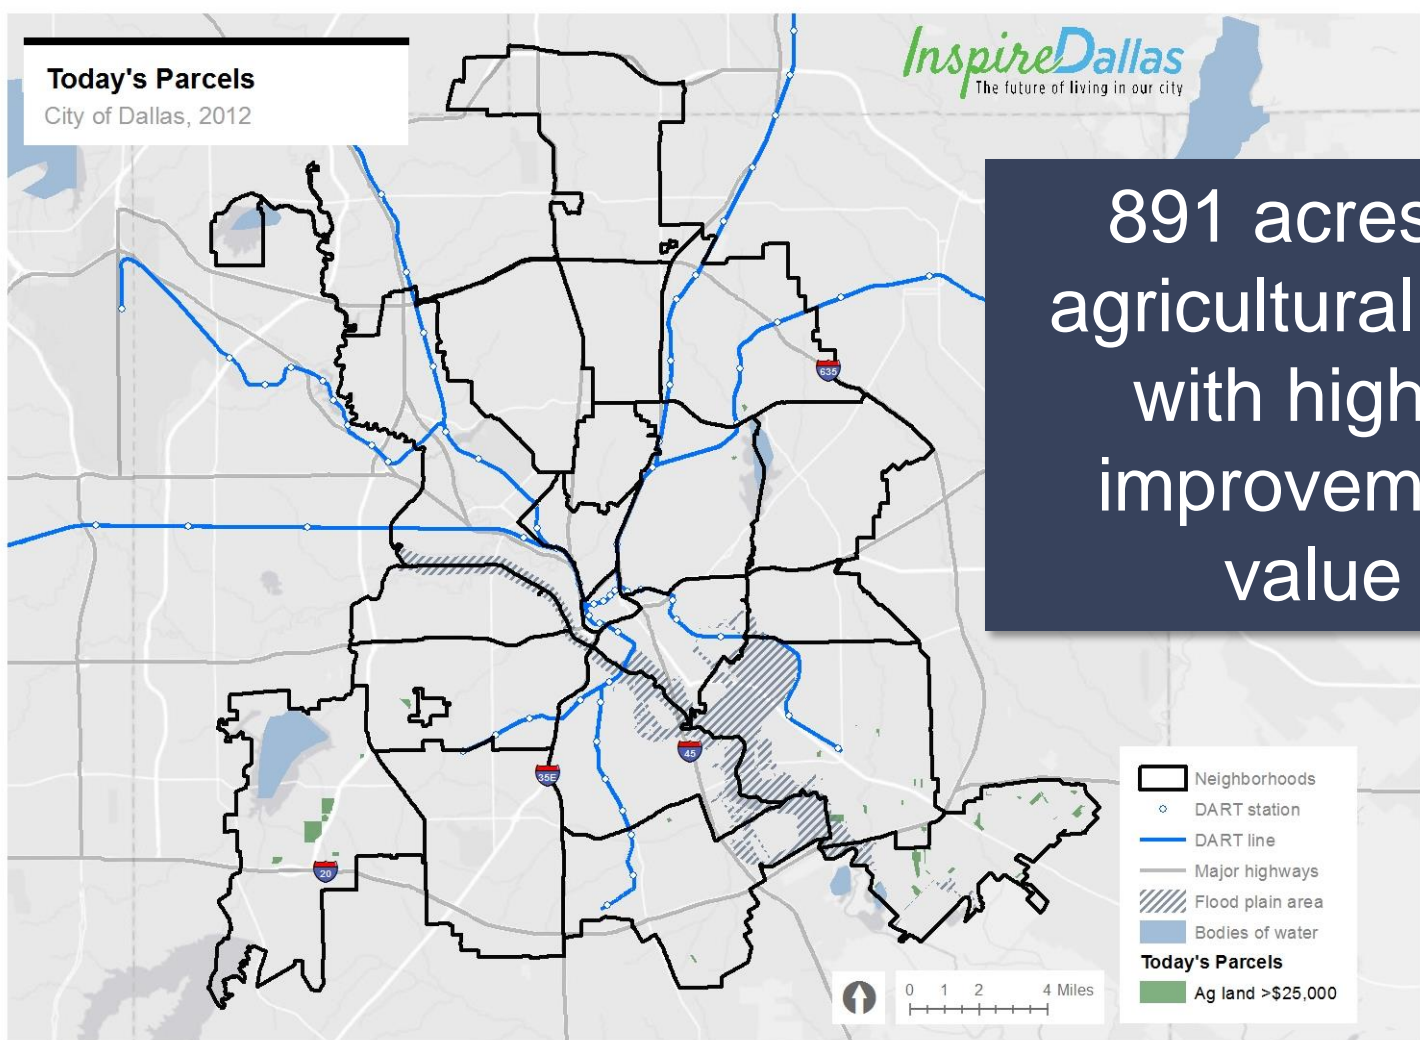 Today's Parcels
City of Dallas, 2012
InspireDallas
The future of living in our city
891 acres
agricultural
with high
improvem
value
635
45
35E
20
Neighborhoods
DART station
DART line
Major highways
Flood plain area
Bodies of water
Today's Parcels
Ag land >$25,000
0 1 2 4 Miles